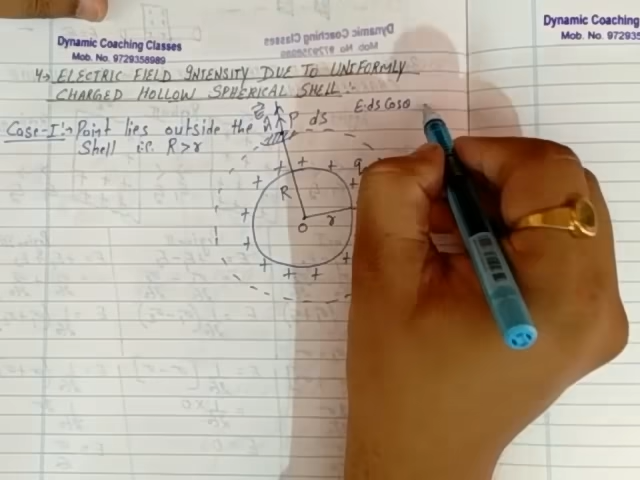 Dynamic Coaching Classes
Mob. No. 9729358989
Dynamic Coaching
Mob. No. 97293
4→ ELECTRIC FIELD INTENSITY DUE TO UNIFORMLY
CHARGED HOLLOW SPHERICAL SHELL :-
Case-I :→ Point lies outside the
Shell i.e. R>r
E n̂ P ds
E.ds Cosθ
+ + + + + + + + + + + +
q
R
O
r